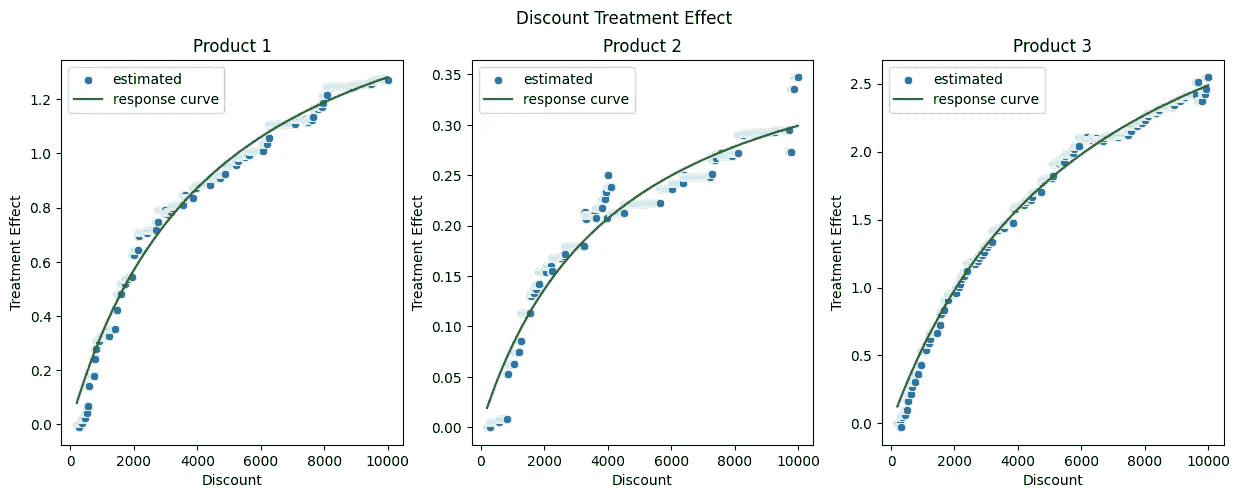 Discount Treatment Effect
Product 1
estimated
response curve
Treatment Effect
1.2
1.0
0.8
0.6
0.4
0.2
0.0
0 2000 4000 6000 8000 10000
Discount
Product 2
estimated
response curve
Treatment Effect
0.35
0.30
0.25
0.20
0.15
0.10
0.05
0.00
0 2000 4000 6000 8000 10000
Discount
Product 3
estimated
response curve
Treatment Effect
2.5
2.0
1.5
1.0
0.5
0.0
0 2000 4000 6000 8000 10000
Discount